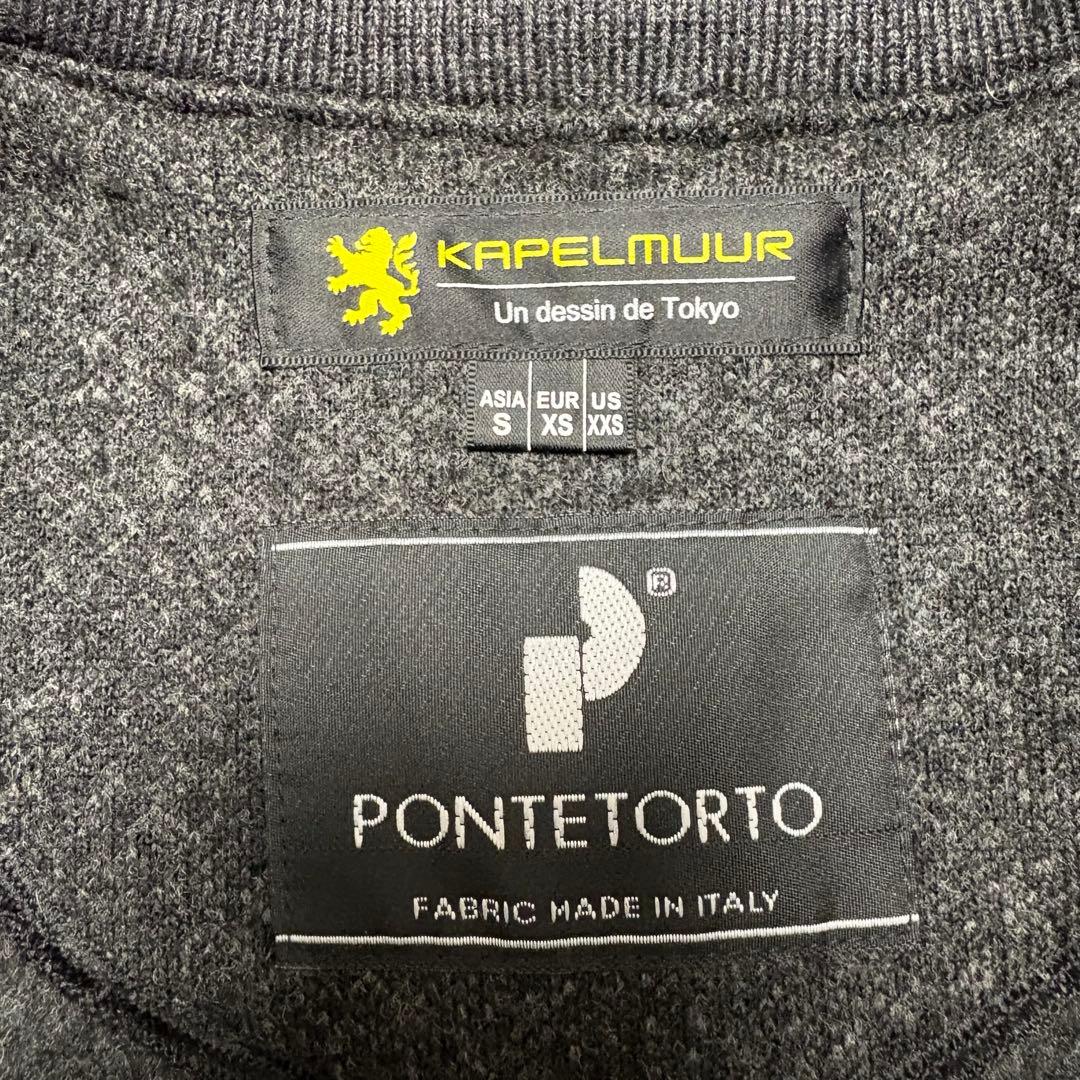 KAPELMUUR
Un dessin de Tokyo
ASIA EUR US
S XS XXS
®
PONTETORTO
FABRIC MADE IN ITALY